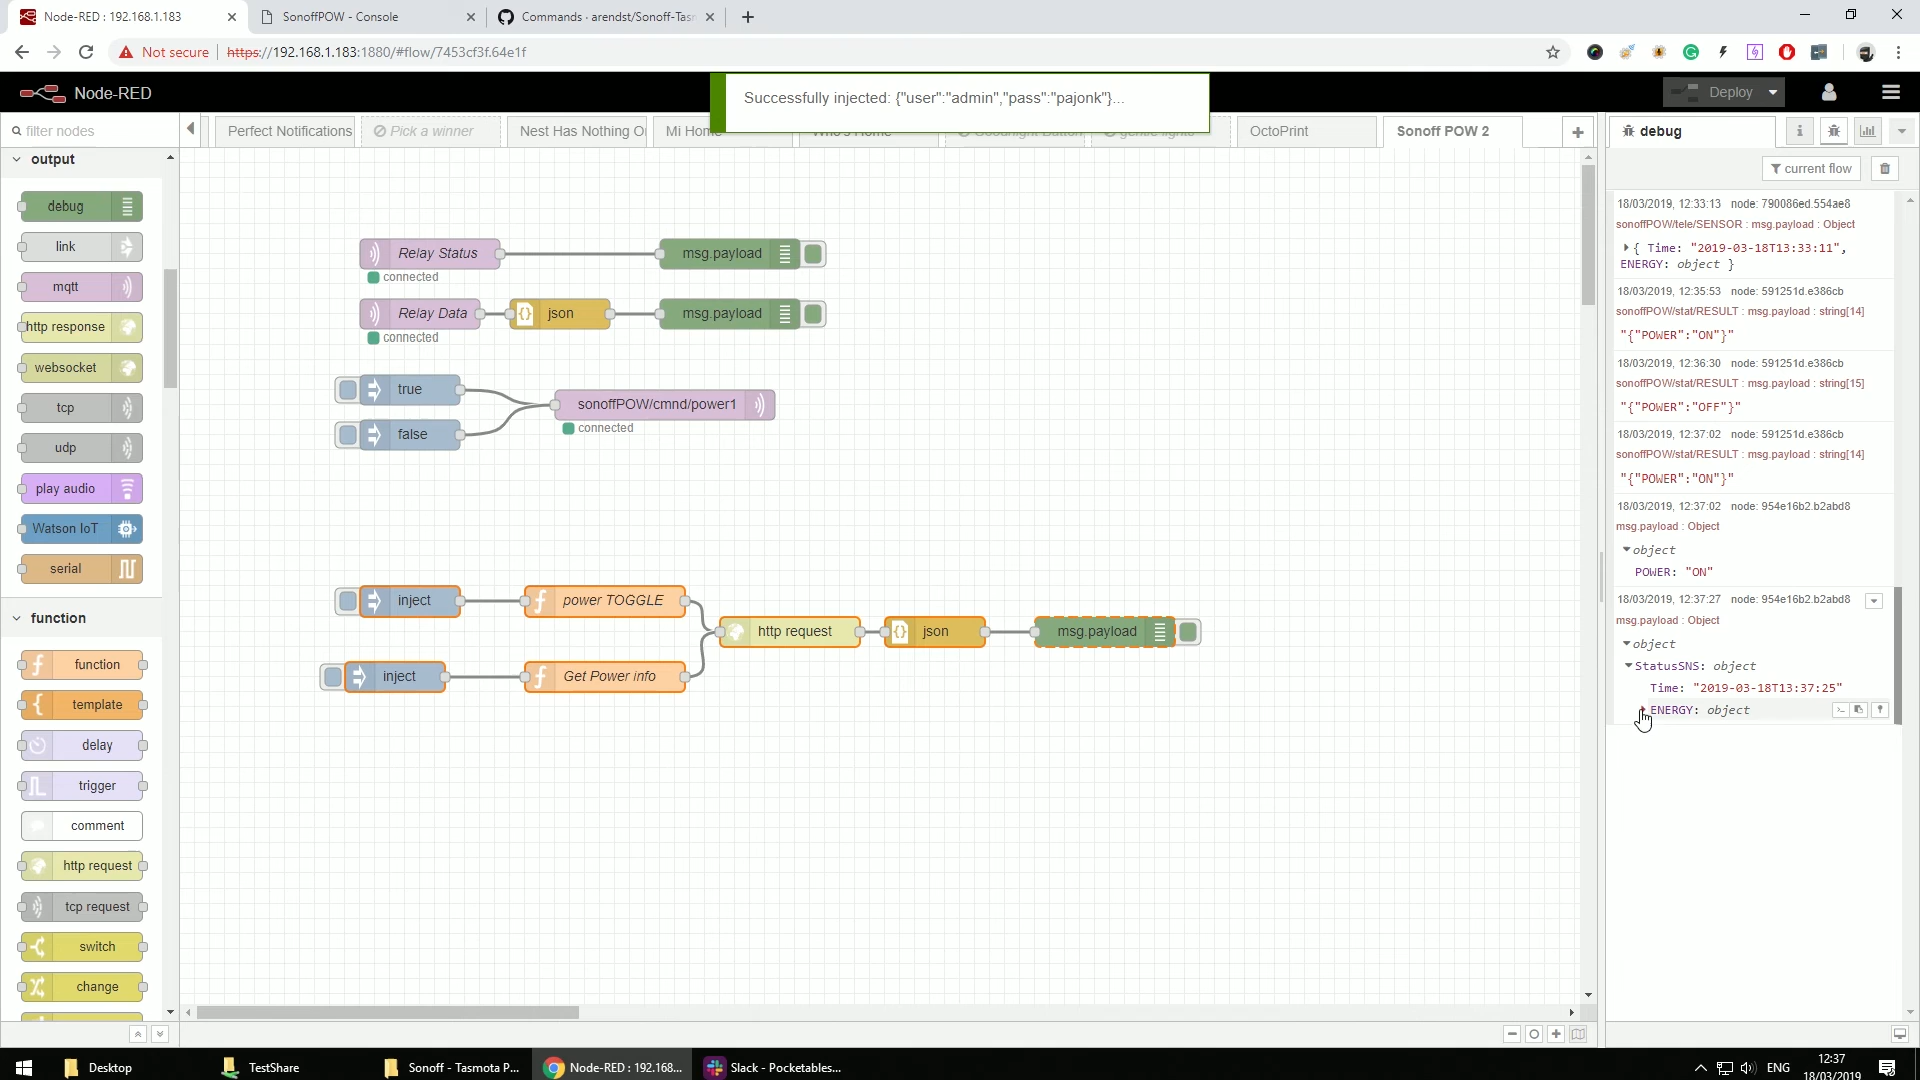 Node-RED : 192.168.1.183
SonoffPOW - Console
Commands · arendst/Sonoff-Tasm
Not secure
https://192.168.1.183:1880/#flow/7453cf3f.64e1f
Node-RED
Successfully injected: {"user":"admin","pass":"pajonk"}...
Deploy
filter nodes
Perfect Notifications
Pick a winner
Nest Has Nothing O
Mi Home
Who's Home
Goodnight Button
gentle lights
OctoPrint
Sonoff POW 2
debug
current flow
output
debug
link
mqtt
http response
websocket
tcp
udp
play audio
Watson IoT
serial
function
function
template
delay
trigger
comment
http request
tcp request
switch
change
Relay Status
connected
msg.payload
Relay Data
connected
json
msg.payload
true
false
sonoffPOW/cmnd/power1
connected
inject
power TOGGLE
http request
json
msg.payload
inject
Get Power info
18/03/2019, 12:33:13 node: 790086ed.554ae8
sonoffPOW/tele/SENSOR : msg.payload : Object
{ Time: "2019-03-18T13:33:11",
ENERGY: object }
18/03/2019, 12:35:53 node: 591251d.e386cb
sonoffPOW/stat/RESULT : msg.payload : string[14]
"{"POWER":"ON"}"
18/03/2019, 12:36:30 node: 591251d.e386cb
sonoffPOW/stat/RESULT : msg.payload : string[15]
"{"POWER":"OFF"}"
18/03/2019, 12:37:02 node: 591251d.e386cb
sonoffPOW/stat/RESULT : msg.payload : string[14]
"{"POWER":"ON"}"
18/03/2019, 12:37:02 node: 954e16b2.b2abd8
msg.payload : Object
object
POWER: "ON"
18/03/2019, 12:37:27 node: 954e16b2.b2abd8
msg.payload : Object
object
StatusSNS: object
Time: "2019-03-18T13:37:25"
ENERGY: object
Desktop
TestShare
Sonoff - Tasmota P...
Node-RED : 192.168...
Slack - Pocketables...
ENG
12:37
18/03/2019